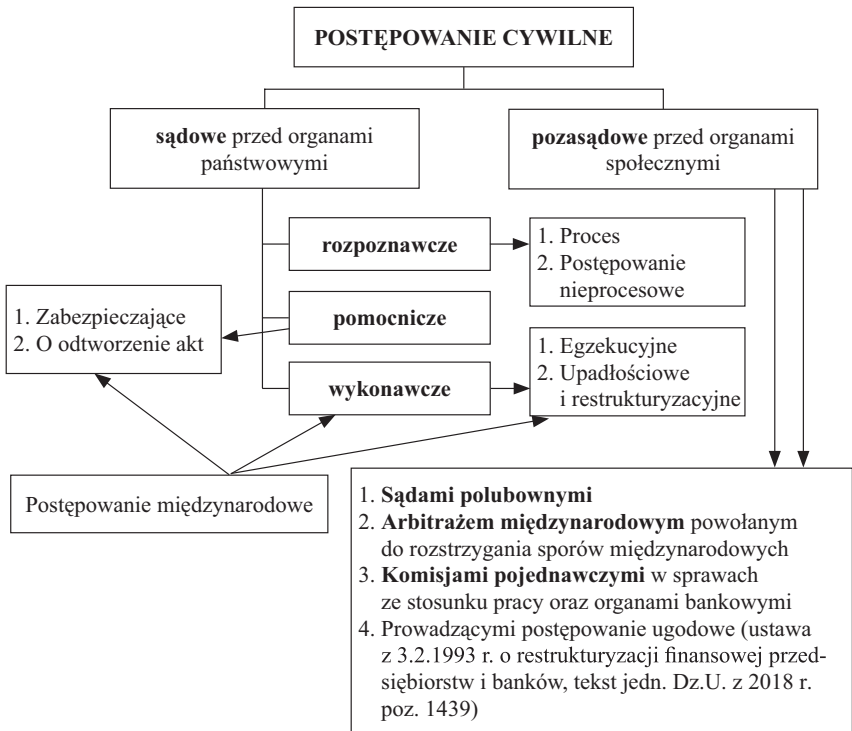 POSTĘPOWANIE CYWILNE
sądowe przed organami
państwowymi
pozasądowe przed organami
społecznymi
rozpoznawcze
1. Proces
2. Postępowanie
nieprocesowe
1. Zabezpieczające
2. O odtworzenie akt
pomocnicze
wykonawcze
1. Egzekucyjne
2. Upadłościowe
i restrukturyzacyjne
Postępowanie międzynarodowe
1. Sądami polubownymi
2. Arbitrażem międzynarodowym powołanym
do rozstrzygania sporów międzynarodowych
3. Komisjami pojednawczymi w sprawach
ze stosunku pracy oraz organami bankowymi
4. Prowadzącymi postępowanie ugodowe (ustawa
z 3.2.1993 r. o restrukturyzacji finansowej przed-
siębiorstw i banków, tekst jedn. Dz.U. z 2018 r.
poz. 1439)